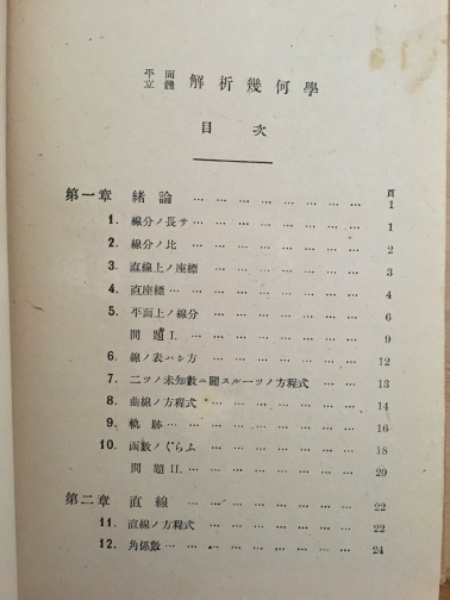 平面
立體 解析幾何學
目次
頁
第一章 緒論 … … … … … … … … 1
1. 線分ノ長サ … … … … … … … 1
2. 線分ノ比 … … … … … … … 2
3. 直線上ノ座標 … … … … … … 3
4. 直座標 … … … … … … … … 4
5. 平面上ノ線分 … … … … … … 6
問題 I. … … … … … … … 9
6. 線ノ表ハシ方 … … … … … … 12
7. 二ツノ未知數ニ關スル一ツノ方程式 … … … 13
8. 曲線ノ方程式 … … … … … … 14
9. 軌跡 … … … … … … … … 16
10. 函數ノぐらふ … … … … … … 18
問題 II. … … … … … … … 20
第二章 直線 … … … … … … … … 22
11. 直線ノ方程式 … … … … … … 22
12. 角係數 … … … … … … … … 24